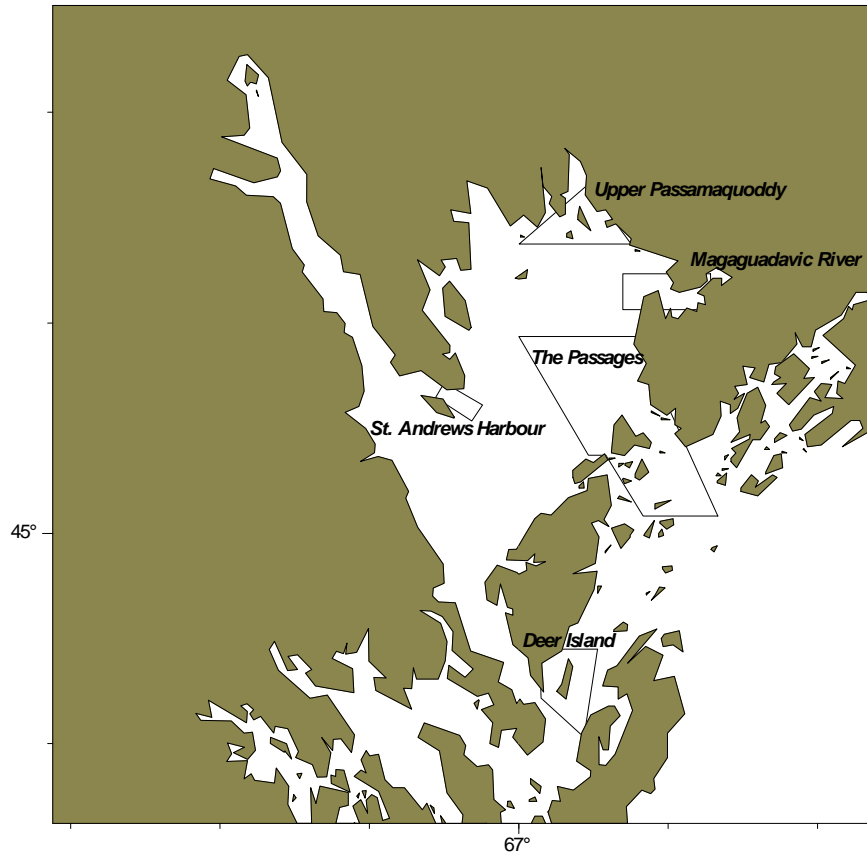 Upper Passamaquoddy
Magaguadavic River
The Passages
St. Andrews Harbour
45°
Deer Island
67°